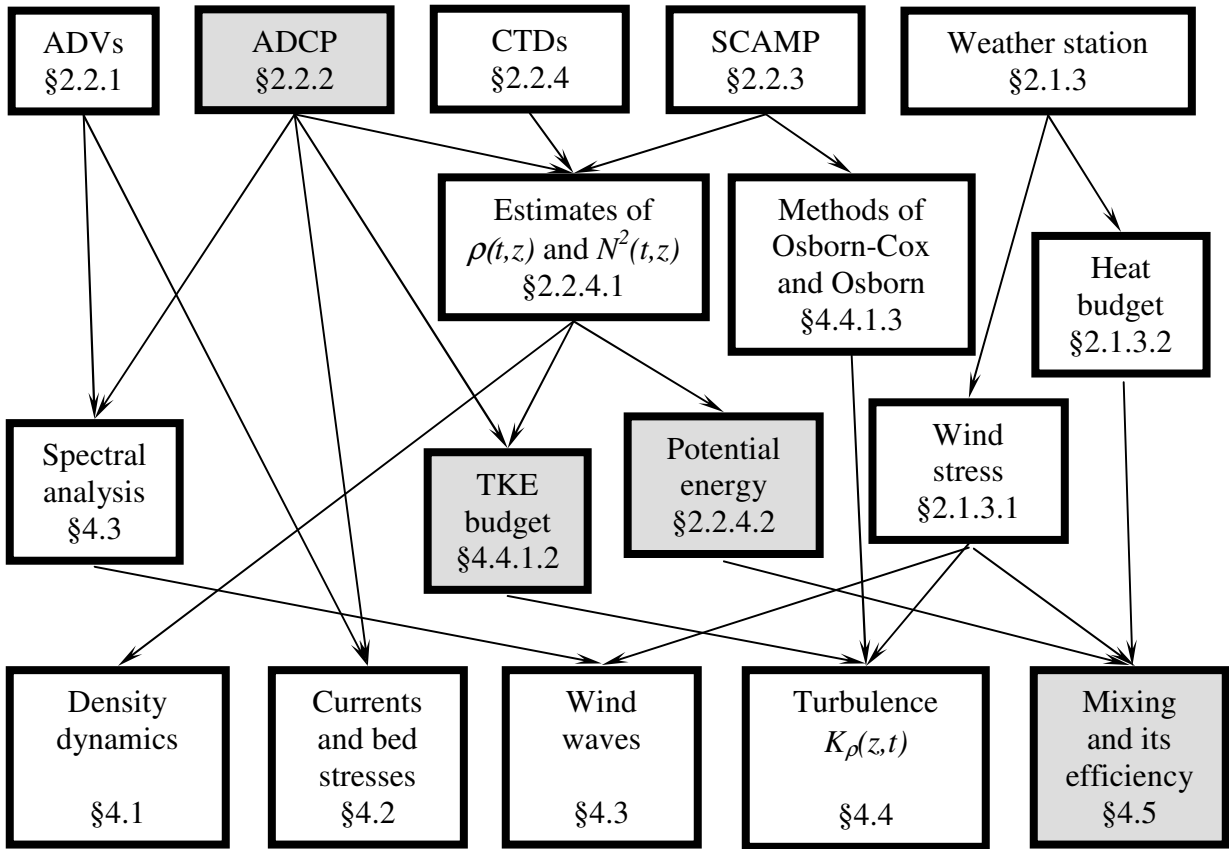 ADVs
§2.2.1
ADCP
§2.2.2
CTDs
§2.2.4
SCAMP
§2.2.3
Weather station
§2.1.3
Estimates of
ρ(t,z) and N²(t,z)
§2.2.4.1
Methods of
Osborn-Cox
and Osborn
§4.4.1.3
Heat
budget
§2.1.3.2
Spectral
analysis
§4.3
TKE
budget
§4.4.1.2
Potential
energy
§2.2.4.2
Wind
stress
§2.1.3.1
Density
dynamics
§4.1
Currents
and bed
stresses
§4.2
Wind
waves
§4.3
Turbulence
Kρ(z,t)
§4.4
Mixing
and its
efficiency
§4.5